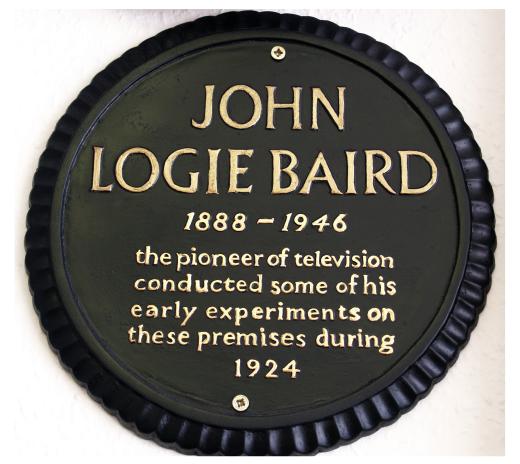 JOHN
LOGIE BAIRD
1888 – 1946
the pioneer of television
conducted some of his
early experiments on
these premises during
1924